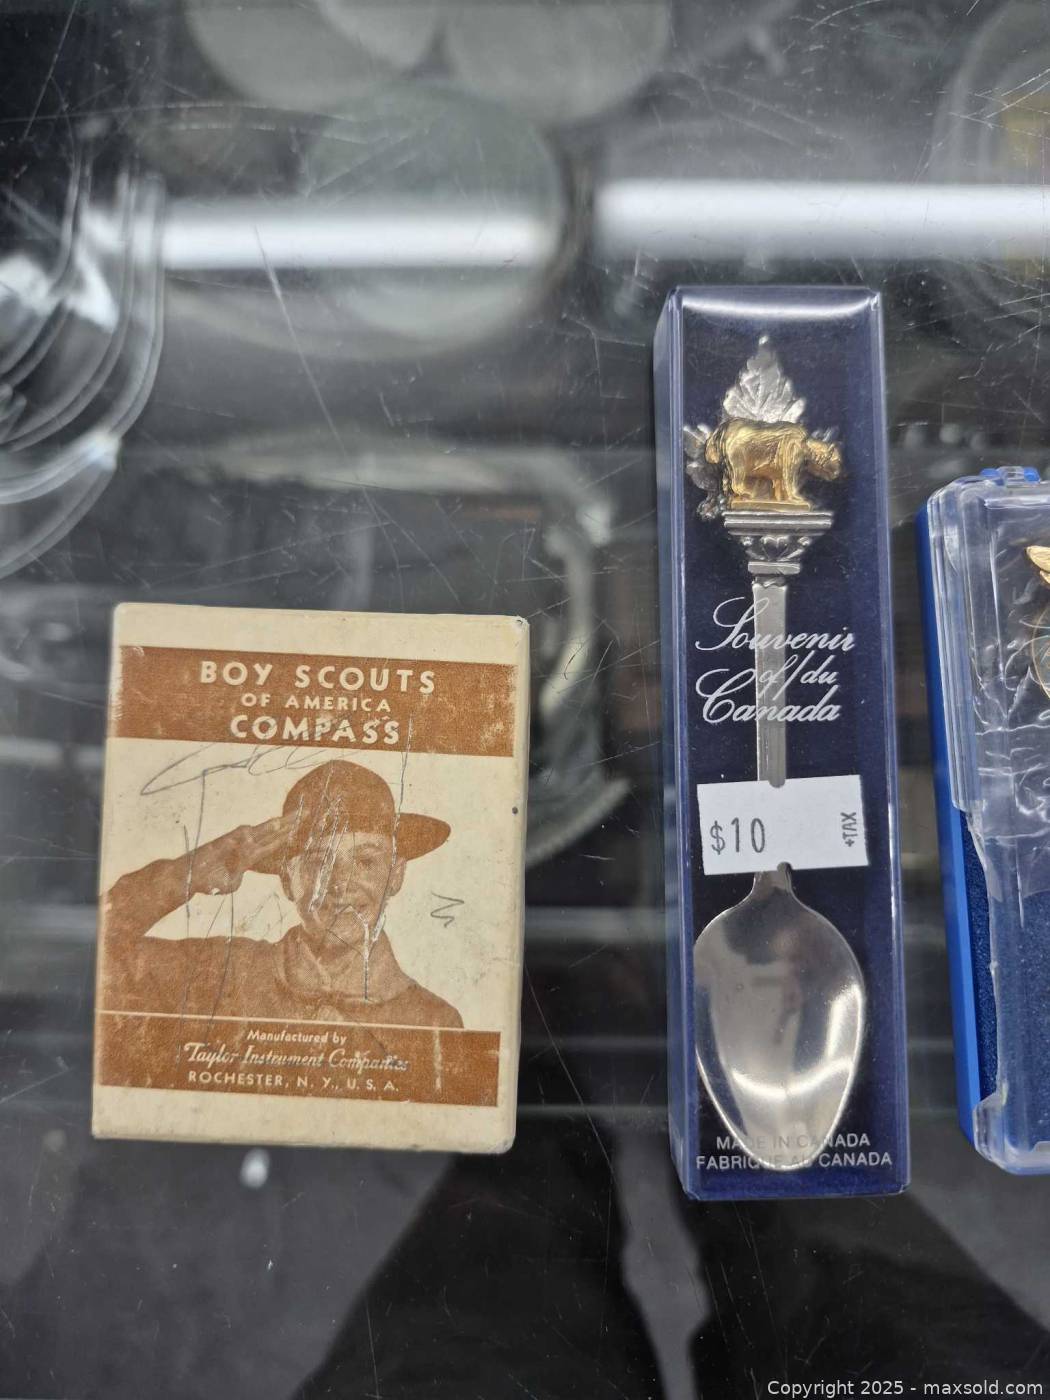 BOY SCOUTS
OF AMERICA
COMPASS
Manufactured by
Taylor Instrument Companies
ROCHESTER, N. Y., U. S. A.
Souvenir
of/du
Canada
$10
+TAX
MADE IN CANADA
FABRIQUE AU CANADA
Copyright 2025 - maxsold.com